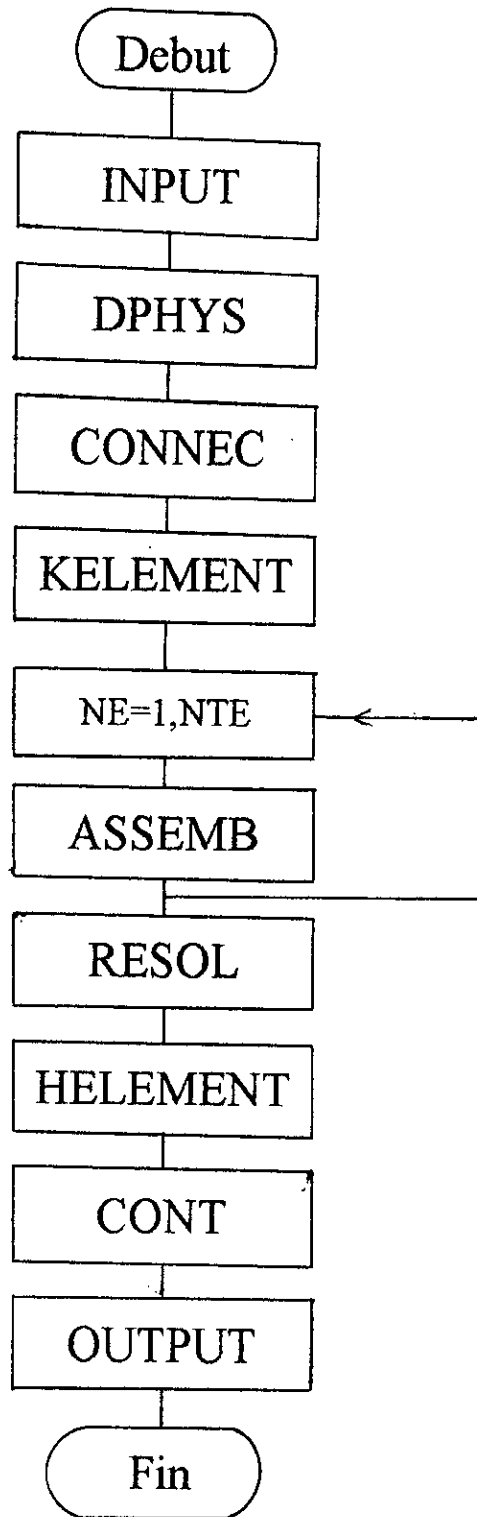 Debut
INPUT
DPHYS
CONNEC
KELEMENT
NE=1,NTE
ASSEMB
RESOL
HELEMENT
CONT
OUTPUT
Fin